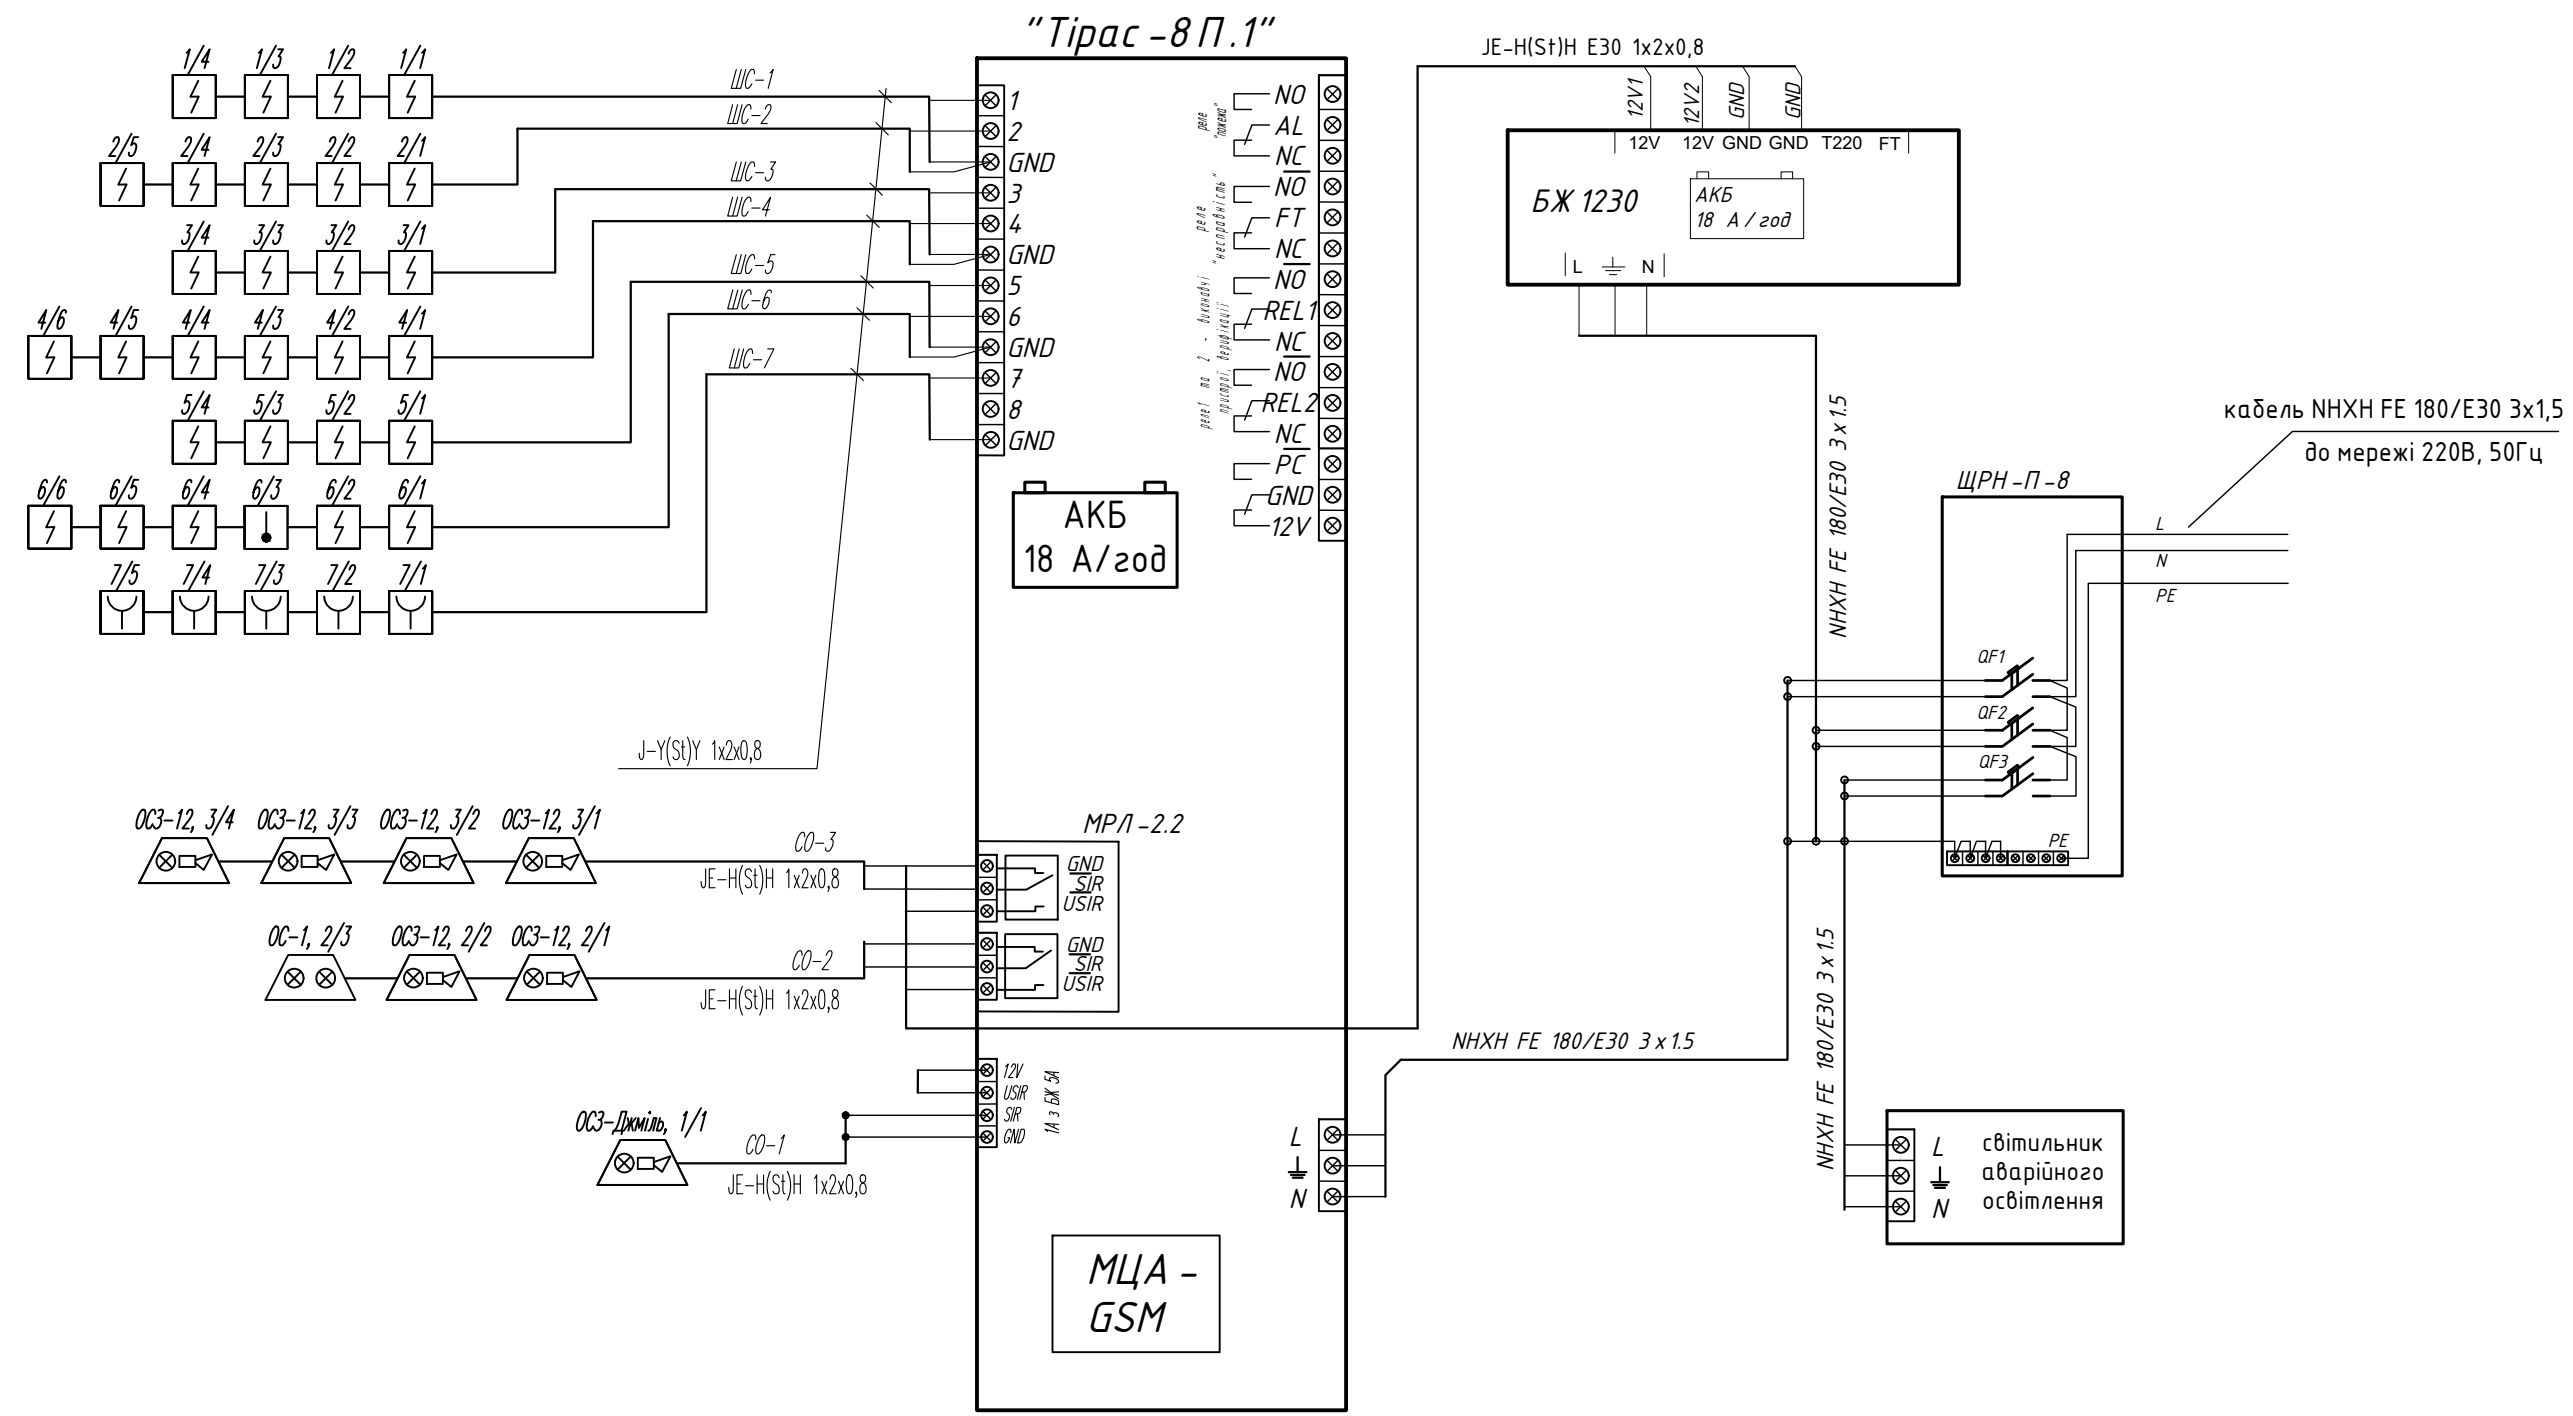 "Тірас-8 П.1"
1/4 1/3 1/2 1/1
2/5 2/4 2/3 2/2 2/1
3/4 3/3 3/2 3/1
4/6 4/5 4/4 4/3 4/2 4/1
5/4 5/3 5/2 5/1
6/6 6/5 6/4 6/3 6/2 6/1
7/5 7/4 7/3 7/2 7/1
ШС-1
ШС-2
ШС-3
ШС-4
ШС-5
ШС-6
ШС-7
J-Y(St)Y 1x2x0,8
1
2
GND
3
4
GND
5
6
GND
7
8
GND
АКБ
18 А/год
реле
"пожежа"
реле
"несправність"
реле1 та 2 - виконавчі
пристрої, верифікації
NO
AL
NC
NO
FT
NC
NO
REL1
NC
NO
REL2
NC
PC
GND
12V
ОСЗ-12, 3/4 ОСЗ-12, 3/3 ОСЗ-12, 3/2 ОСЗ-12, 3/1
СО-3
JE-H(St)H 1x2x0,8
ОС-1, 2/3 ОСЗ-12, 2/2 ОСЗ-12, 2/1
СО-2
JE-H(St)H 1x2x0,8
ОСЗ-Джміль, 1/1
СО-1
JE-H(St)H 1x2x0,8
МРЛ-2.2
GND
SIR
USIR
GND
SIR
USIR
12V
USIR
SIR
GND
1А з БЖ 5А
L
N
МЦА-
GSM
JE-H(St)H E30 1x2x0,8
12V1 12V2 GND GND
12V 12V GND GND T220 FT
БЖ 1230
АКБ
18 А/год
L N
NHXH FE 180/E30 3x1.5
NHXH FE 180/E30 3x1.5
NHXH FE 180/E30 3x1.5
кабель NHXH FE 180/E30 3x1,5
до мережі 220В, 50Гц
ЩРН-П-8
L
N
PE
QF1
QF2
QF3
PE
L
N
світильник
аварійного
освітлення